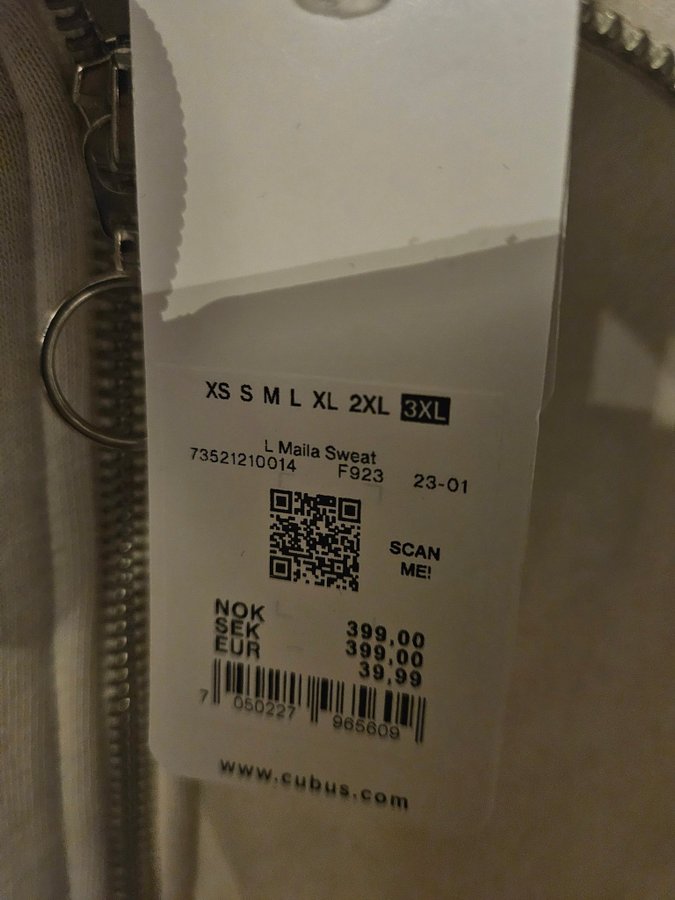 XS S M L XL 2XL 3XL
L Maila Sweat
73521210014 F923 23-01
SCAN
ME!
NOK 399,00
SEK 399,00
EUR 39,99
7 050227 965609
www.cubus.com